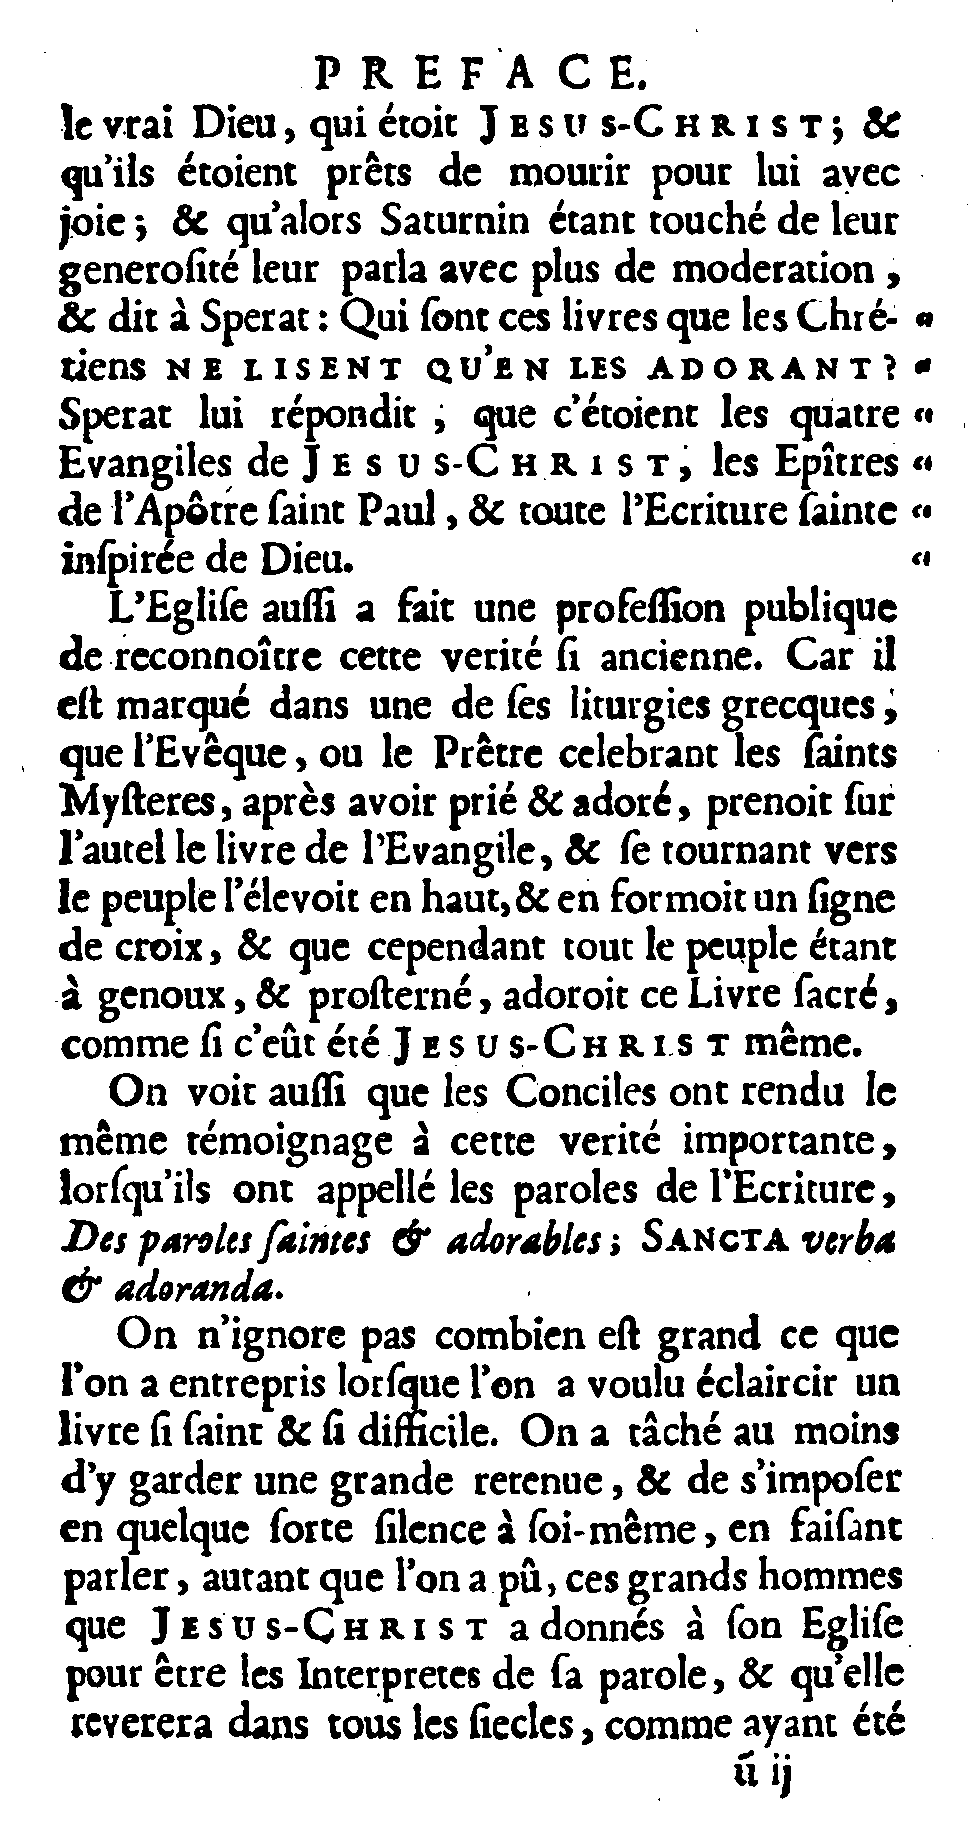 PREFACE.
le vrai Dieu, qui étoit JESUS-CHRIST; &
qu'ils étoient prêts de mourir pour lui avec
joie; & qu'alors Saturnin étant touché de leur
generoſité leur parla avec plus de moderation,
& dit à Sperat: Qui ſont ces livres que les Chré- «
tiens NE LISENT QU'EN LES ADORANT? «
Sperat lui répondit, que c'étoient les quatre «
Evangiles de JESUS-CHRIST, les Epîtres «
de l'Apôtre ſaint Paul, & toute l'Ecriture ſainte «
inſpirée de Dieu. «
L'Egliſe auſſi a fait une profeſſion publique
de reconnoître cette verité ſi ancienne. Car il
eſt marqué dans une de ſes liturgies grecques,
que l'Evêque, ou le Prêtre celebrant les ſaints
Myſteres, après avoir prié & adoré, prenoit ſur
l'autel le livre de l'Evangile, & ſe tournant vers
le peuple l'élevoit en haut, & en formoit un ſigne
de croix, & que cependant tout le peuple étant
à genoux, & proſterné, adoroit ce Livre ſacré,
comme ſi c'eût été JESUS-CHRIST même.
On voit auſſi que les Conciles ont rendu le
même témoignage à cette verité importante,
lorſqu'ils ont appellé les paroles de l'Ecriture,
Des paroles ſaintes & adorables; SANCTA verba
& adoranda.
On n'ignore pas combien eſt grand ce que
l'on a entrepris lorſque l'on a voulu éclaircir un
livre ſi ſaint & ſi difficile. On a tâché au moins
d'y garder une grande retenue, & de s'impoſer
en quelque ſorte ſilence à ſoi-même, en faiſant
parler, autant que l'on a pû, ces grands hommes
que JESUS-CHRIST a donnés à ſon Egliſe
pour être les Interpretes de ſa parole, & qu'elle
reverera dans tous les ſiecles, comme ayant été
ũ ij